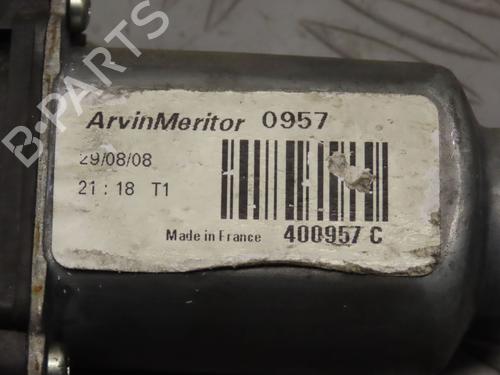 ArvinMeritor 0957
29/08/08
21 : 18 T1
Made in France 400957 C
B-PARTS